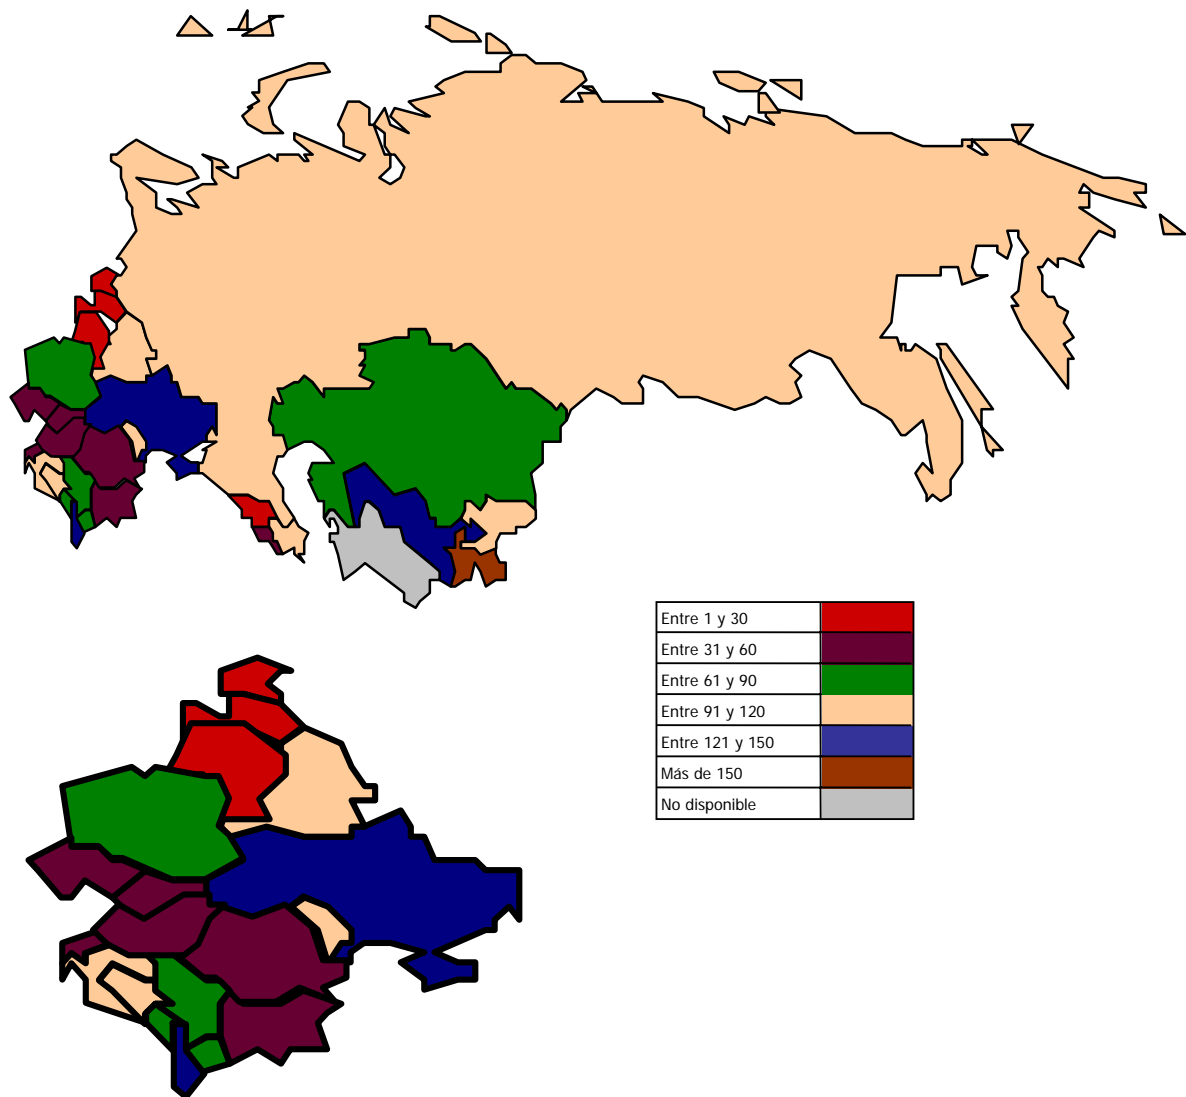 Entre 1 y 30
Entre 31 y 60
Entre 61 y 90
Entre 91 y 120
Entre 121 y 150
Más de 150
No disponible